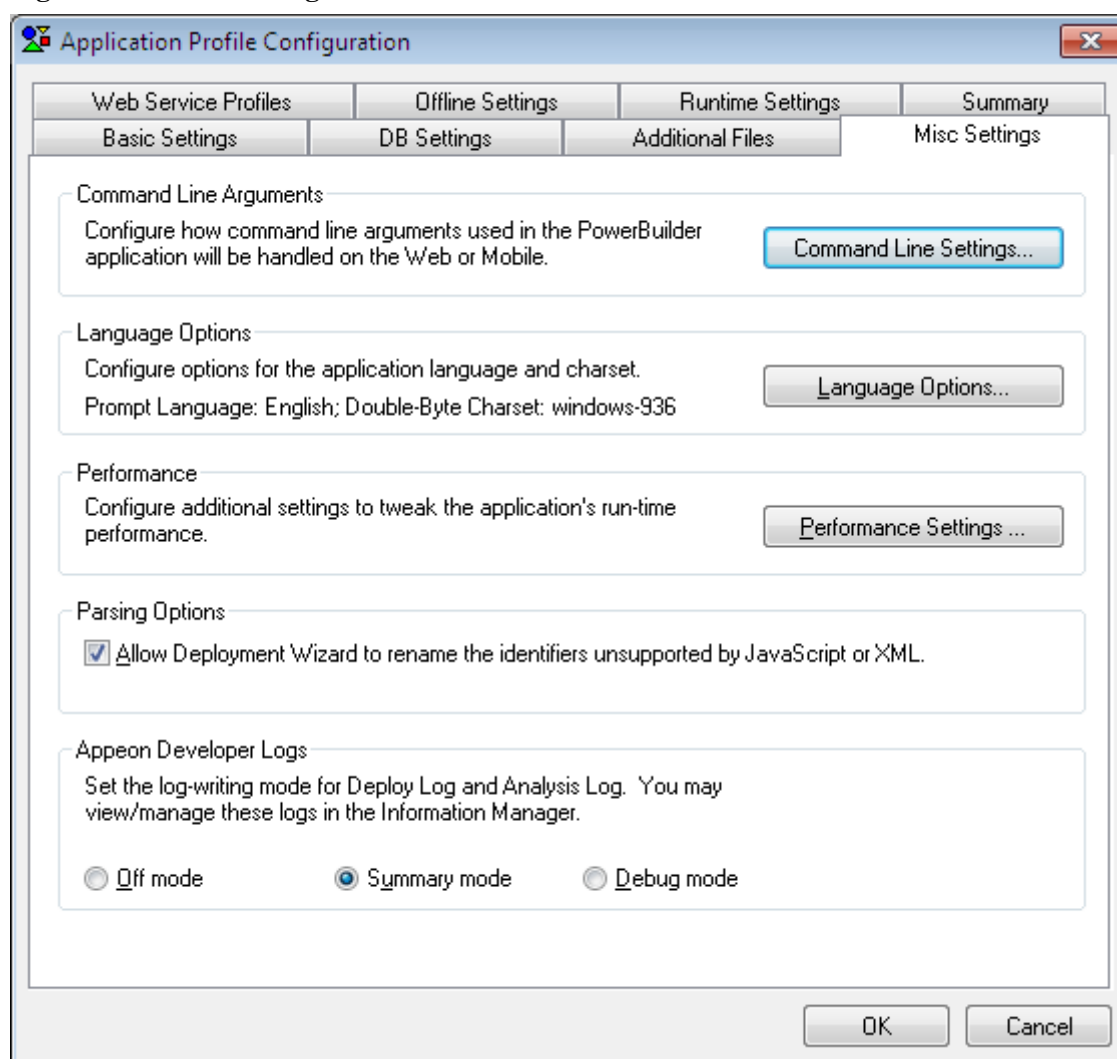 Application Profile Configuration
Web Service Profiles Offline Settings Runtime Settings Summary
Basic Settings DB Settings Additional Files Misc Settings
Command Line Arguments
Configure how command line arguments used in the PowerBuilder
application will be handled on the Web or Mobile.
Command Line Settings...
Language Options
Configure options for the application language and charset.
Prompt Language: English; Double-Byte Charset: windows-936
Language Options...
Performance
Configure additional settings to tweak the application's run-time
performance.
Performance Settings ...
Parsing Options
Allow Deployment Wizard to rename the identifiers unsupported by JavaScript or XML.
Appeon Developer Logs
Set the log-writing mode for Deploy Log and Analysis Log. You may
view/manage these logs in the Information Manager.
Off mode Summary mode Debug mode
OK Cancel